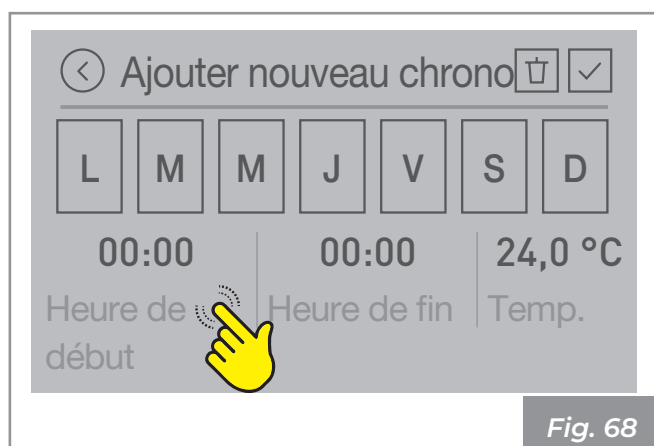 Ajouter nouveau chrono
L M M J V S D
00:00 00:00 24,0 °C
Heure de début Heure de fin Temp.
Fig. 68